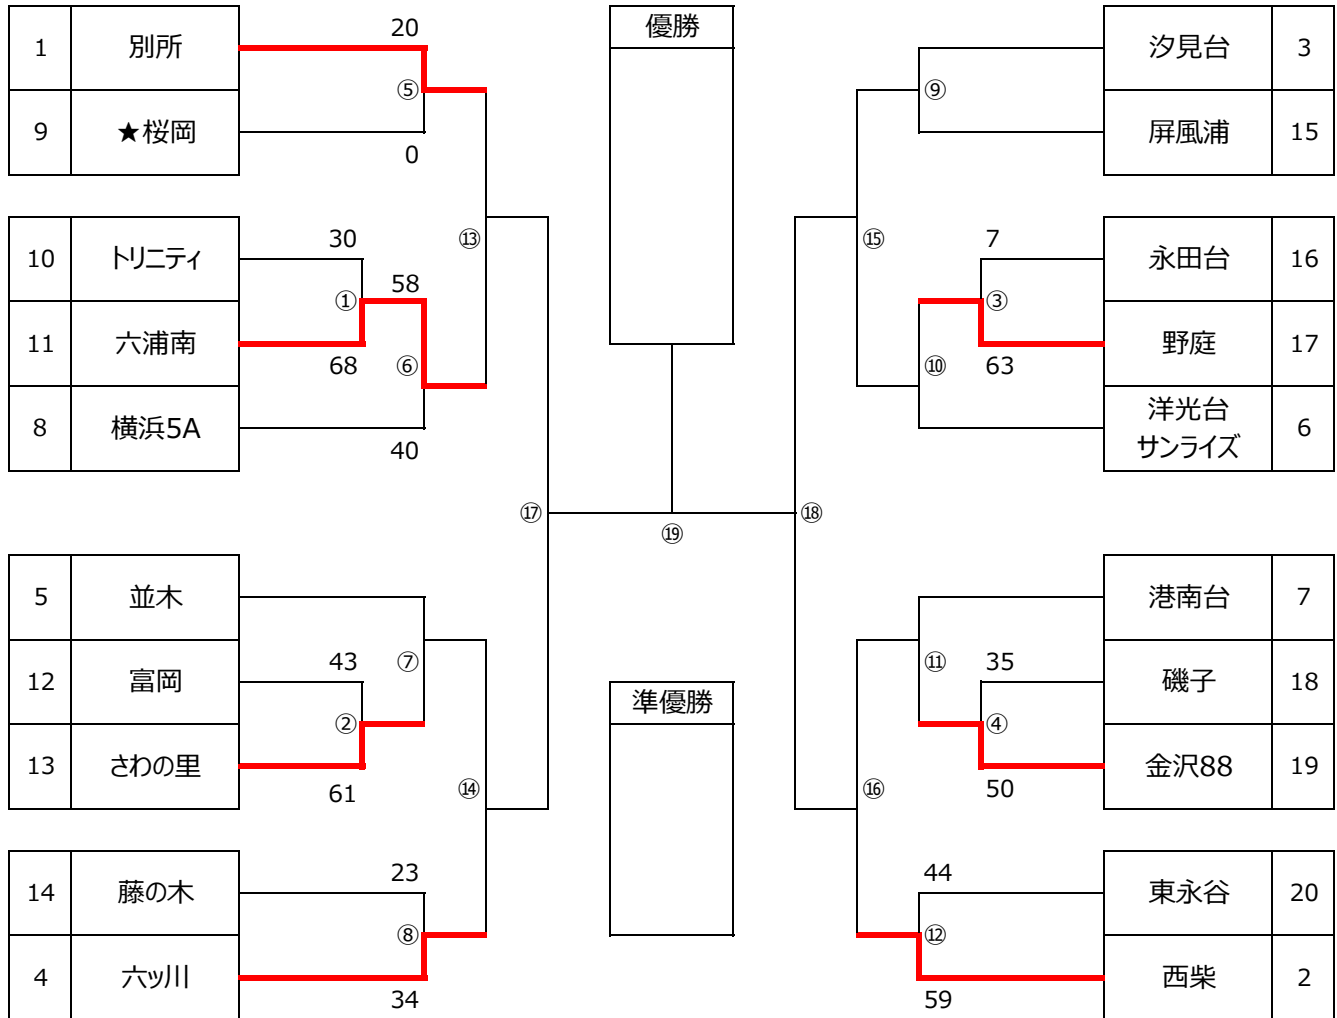 1 別所 20
⑤
9 ★桜岡 0
10 トリニティ 30
⑬
① 58
11 六浦南 68
⑥
8 横浜5A 40
⑰
5 並木
12 富岡 43
⑦
②
13 さわの里 61
⑭
14 藤の木 23
⑧
4 六ッ川 34
優勝
⑲
準優勝
汐見台 3
⑨
屏風浦 15
⑮
7 永田台 16
③
⑩
63 野庭 17
洋光台
サンライズ 6
⑱
港南台 7
⑪
35 磯子 18
④
50 金沢88 19
⑯
44 東永谷 20
⑫
59 西柴 2